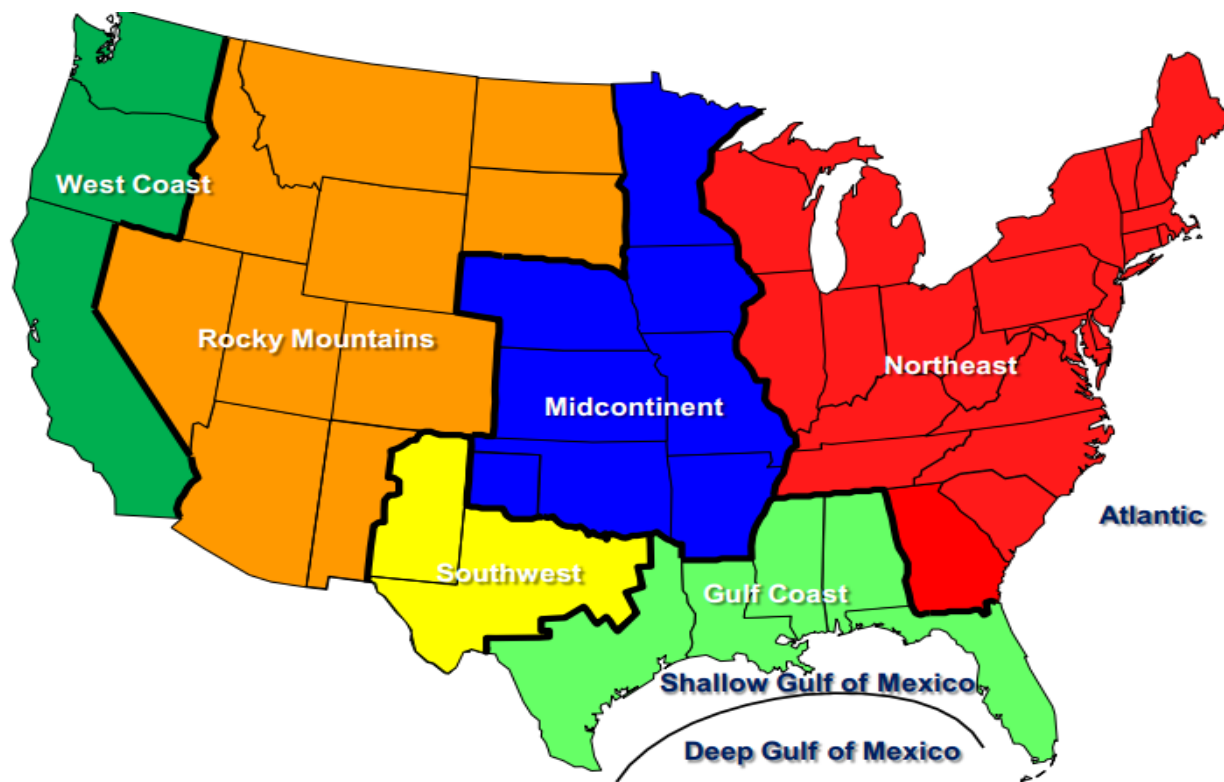 West Coast
Rocky Mountains
Northeast
Midcontinent
Atlantic
Southwest
Gulf Coast
Shallow Gulf of Mexico
Deep Gulf of Mexico